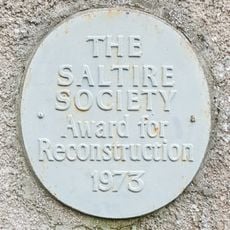 THE
SALTIRE
SOCIETY
Award for
Reconstruction
1973